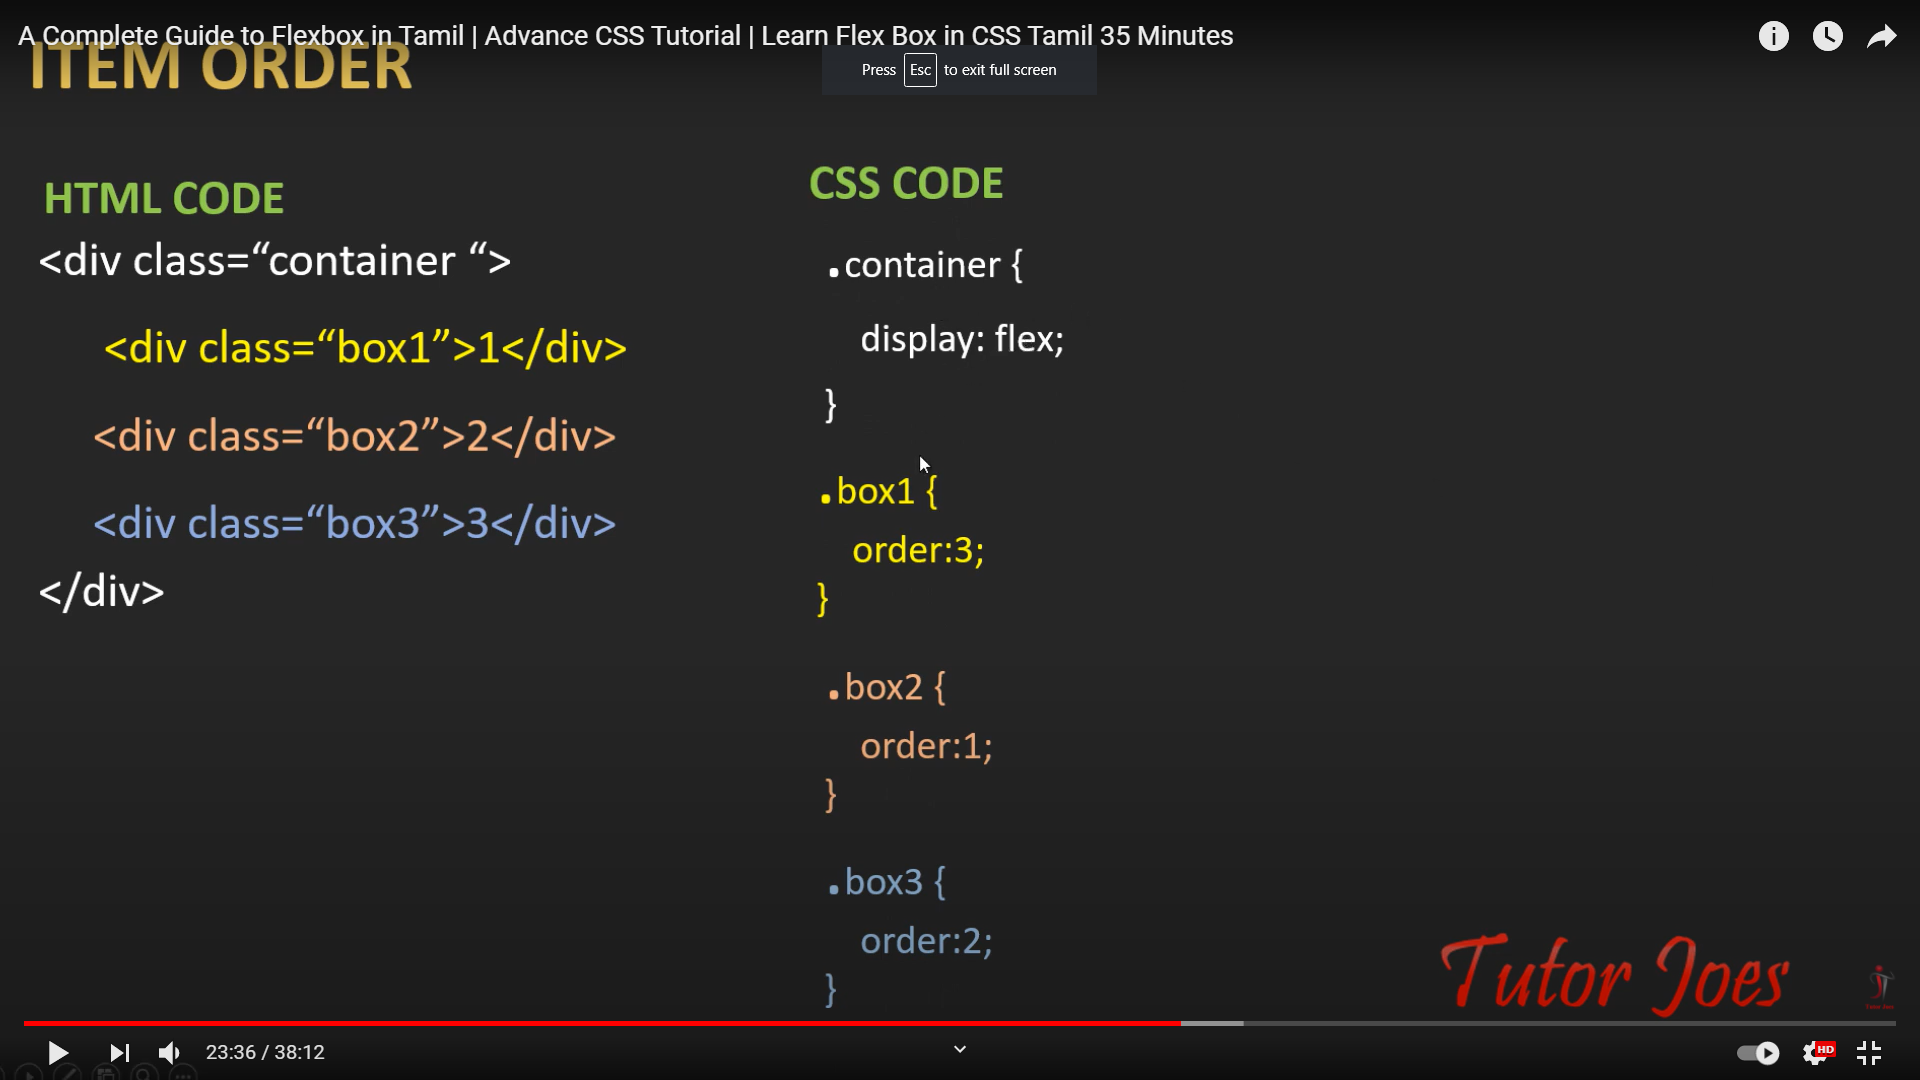 A Complete Guide to Flexbox in Tamil | Advance CSS Tutorial | Learn Flex Box in CSS Tamil 35 Minutes
ITEM ORDER
Press Esc to exit full screen
HTML CODE
<div class=“container “>
<div class=“box1”>1</div>
<div class=“box2”>2</div>
<div class=“box3”>3</div>
</div>
CSS CODE
.container {
display: flex;
}
.box1 {
order:3;
}
.box2 {
order:1;
}
.box3 {
order:2;
}
Tutor Joes
23:36 / 38:12
HD